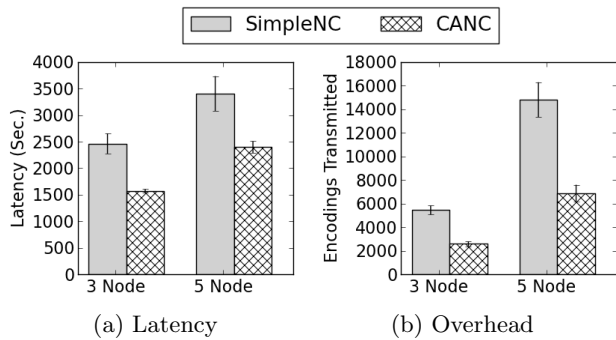 SimpleNC CANC
Latency (Sec.)
4000
3500
3000
2500
2000
1500
1000
500
0
3 Node 5 Node
(a) Latency
Encodings Transmitted
18000
16000
14000
12000
10000
8000
6000
4000
2000
0
3 Node 5 Node
(b) Overhead